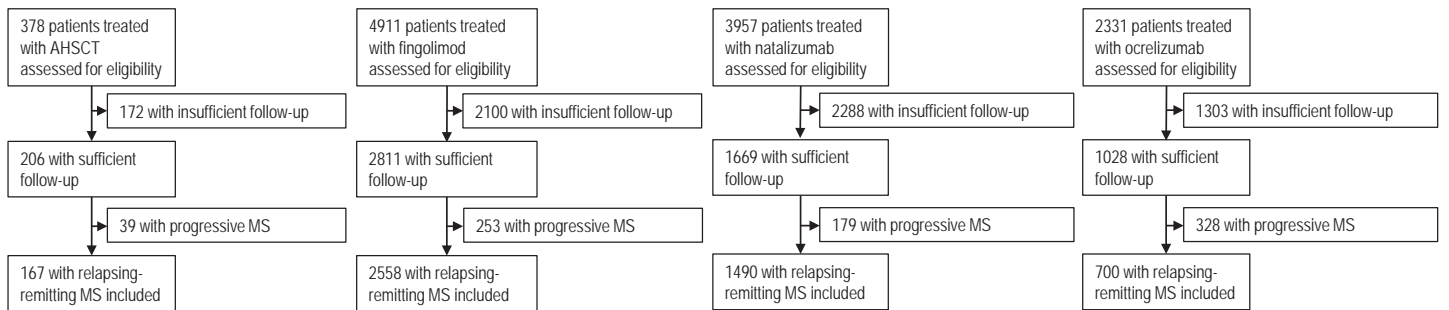 378 patients treated
with AHSCT
assessed for eligibility
172 with insufficient follow-up
206 with sufficient
follow-up
39 with progressive MS
167 with relapsing-
remitting MS included
4911 patients treated
with fingolimod
assessed for eligibility
2100 with insufficient follow-up
2811 with sufficient
follow-up
253 with progressive MS
2558 with relapsing-
remitting MS included
3957 patients treated
with natalizumab
assessed for eligibility
2288 with insufficient follow-up
1669 with sufficient
follow-up
179 with progressive MS
1490 with relapsing-
remitting MS included
2331 patients treated
with ocrelizumab
assessed for eligibility
1303 with insufficient follow-up
1028 with sufficient
follow-up
328 with progressive MS
700 with relapsing-
remitting MS included